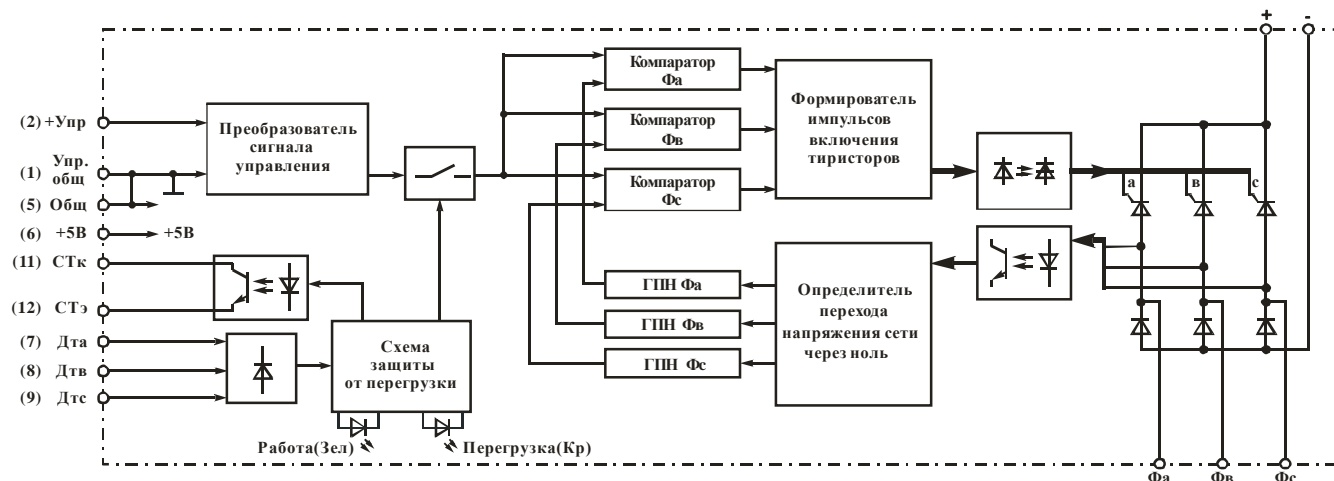 + -
Компаратор
Фа
Компаратор
Фв
Компаратор
Фс
Формирователь
импульсов
включения
тиристоров
(2) +Упр
Преобразователь
сигнала
управления
(1) Упр.
общ
(5) Общ
(6) +5В
+5В
(11) СТк
(12) СТэ
(7) Дта
(8) Дтв
(9) Дтс
Схема
защиты
от перегрузки
Работа(Зел)
Перегрузка(Кр)
ГПН Фа
ГПН Фв
ГПН Фс
Определитель
перехода
напряжения сети
через ноль
а в с
Фа Фв Фс